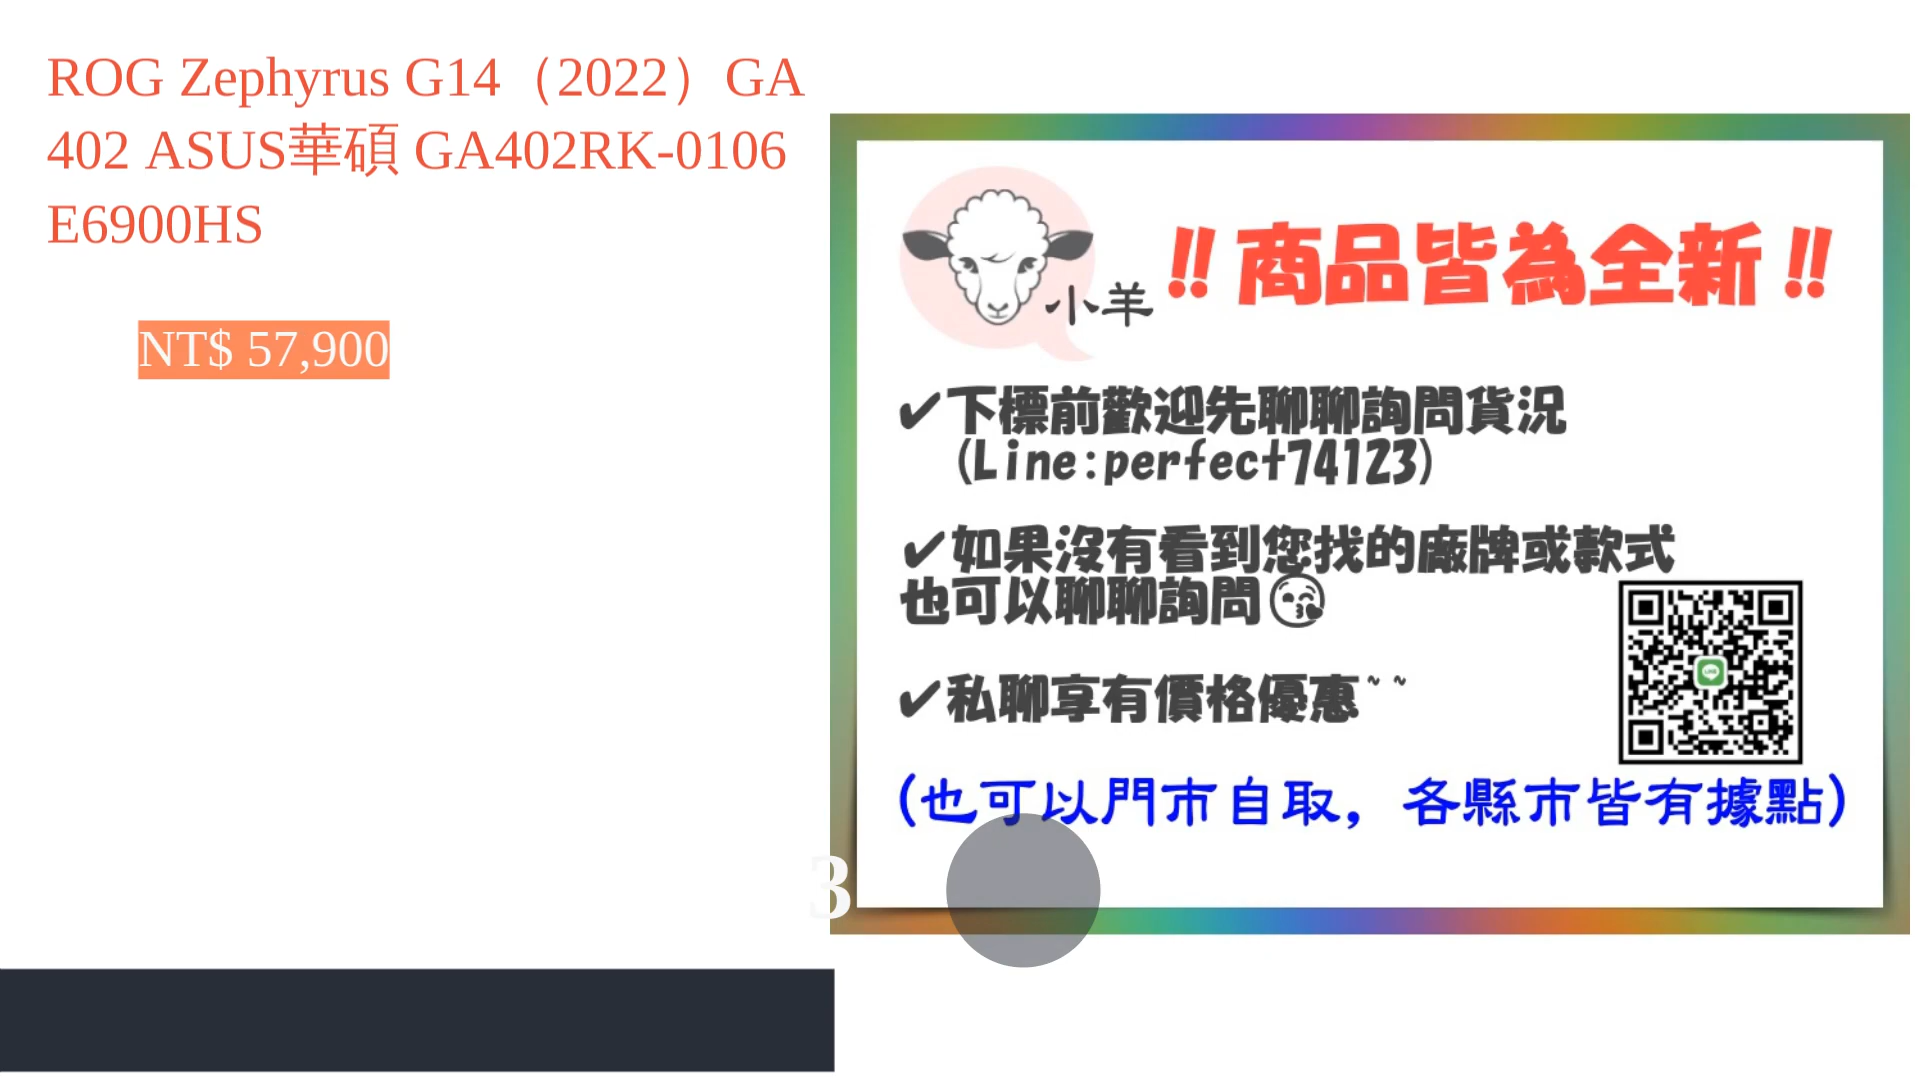 ROG Zephyrus G14（2022）GA
402 ASUS華碩 GA402RK-0106
E6900HS
NT$ 57,900
小羊
!! 商品皆為全新 !!
✔下標前歡迎先聊聊詢問貨況
(Line:perfect74123)
✔如果沒有看到您找的廠牌或款式
也可以聊聊詢問😘
✔私聊享有價格優惠~~
(也可以門市自取，各縣市皆有據點)
3